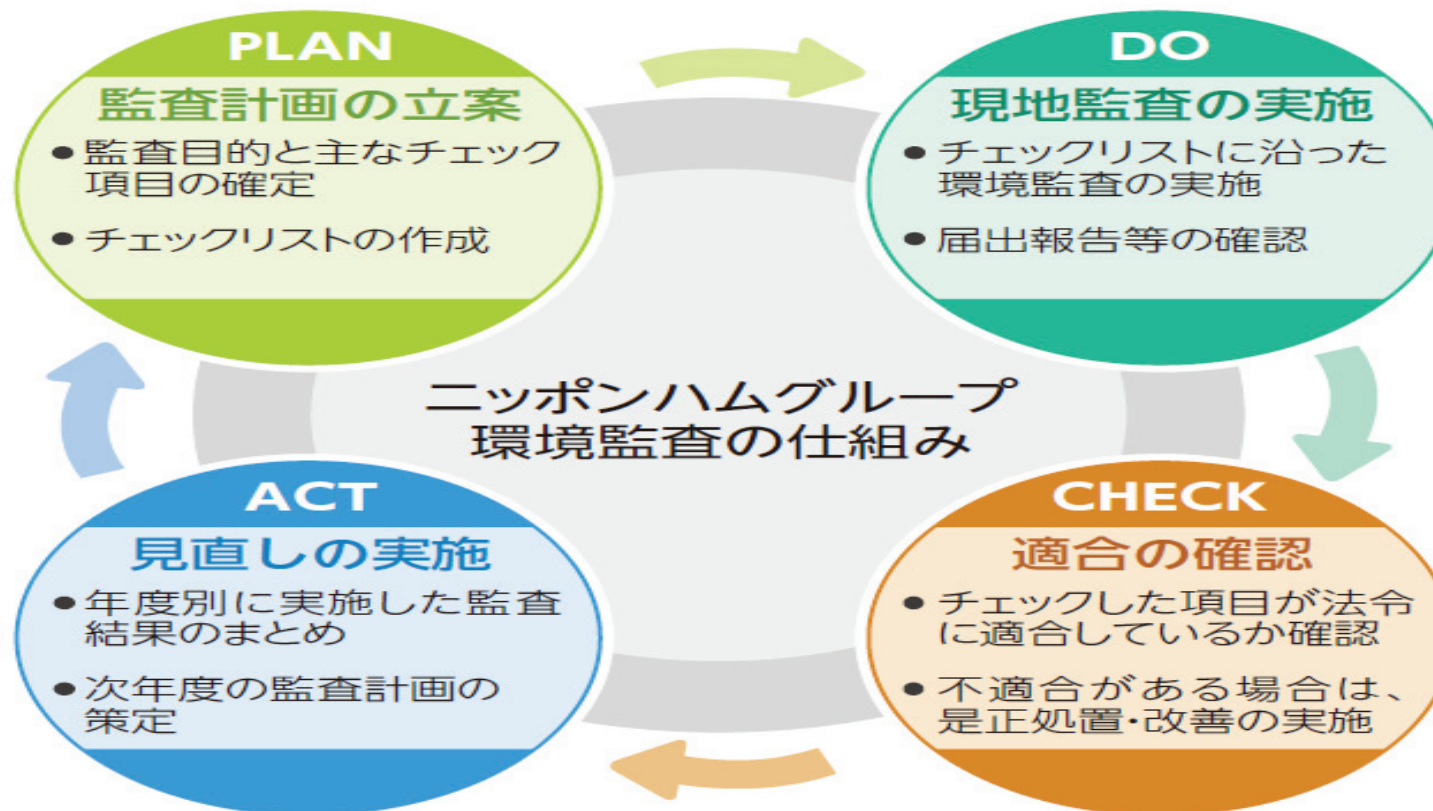 PLAN
監査計画の立案
● 監査目的と主なチェック
項目の確定
● チェックリストの作成
DO
現地監査の実施
● チェックリストに沿った
環境監査の実施
● 届出報告等の確認
ニッポンハムグループ
環境監査の仕組み
ACT
見直しの実施
● 年度別に実施した監査
結果のまとめ
● 次年度の監査計画の
策定
CHECK
適合の確認
● チェックした項目が法令
に適合しているか確認
● 不適合がある場合は、
是正処置・改善の実施